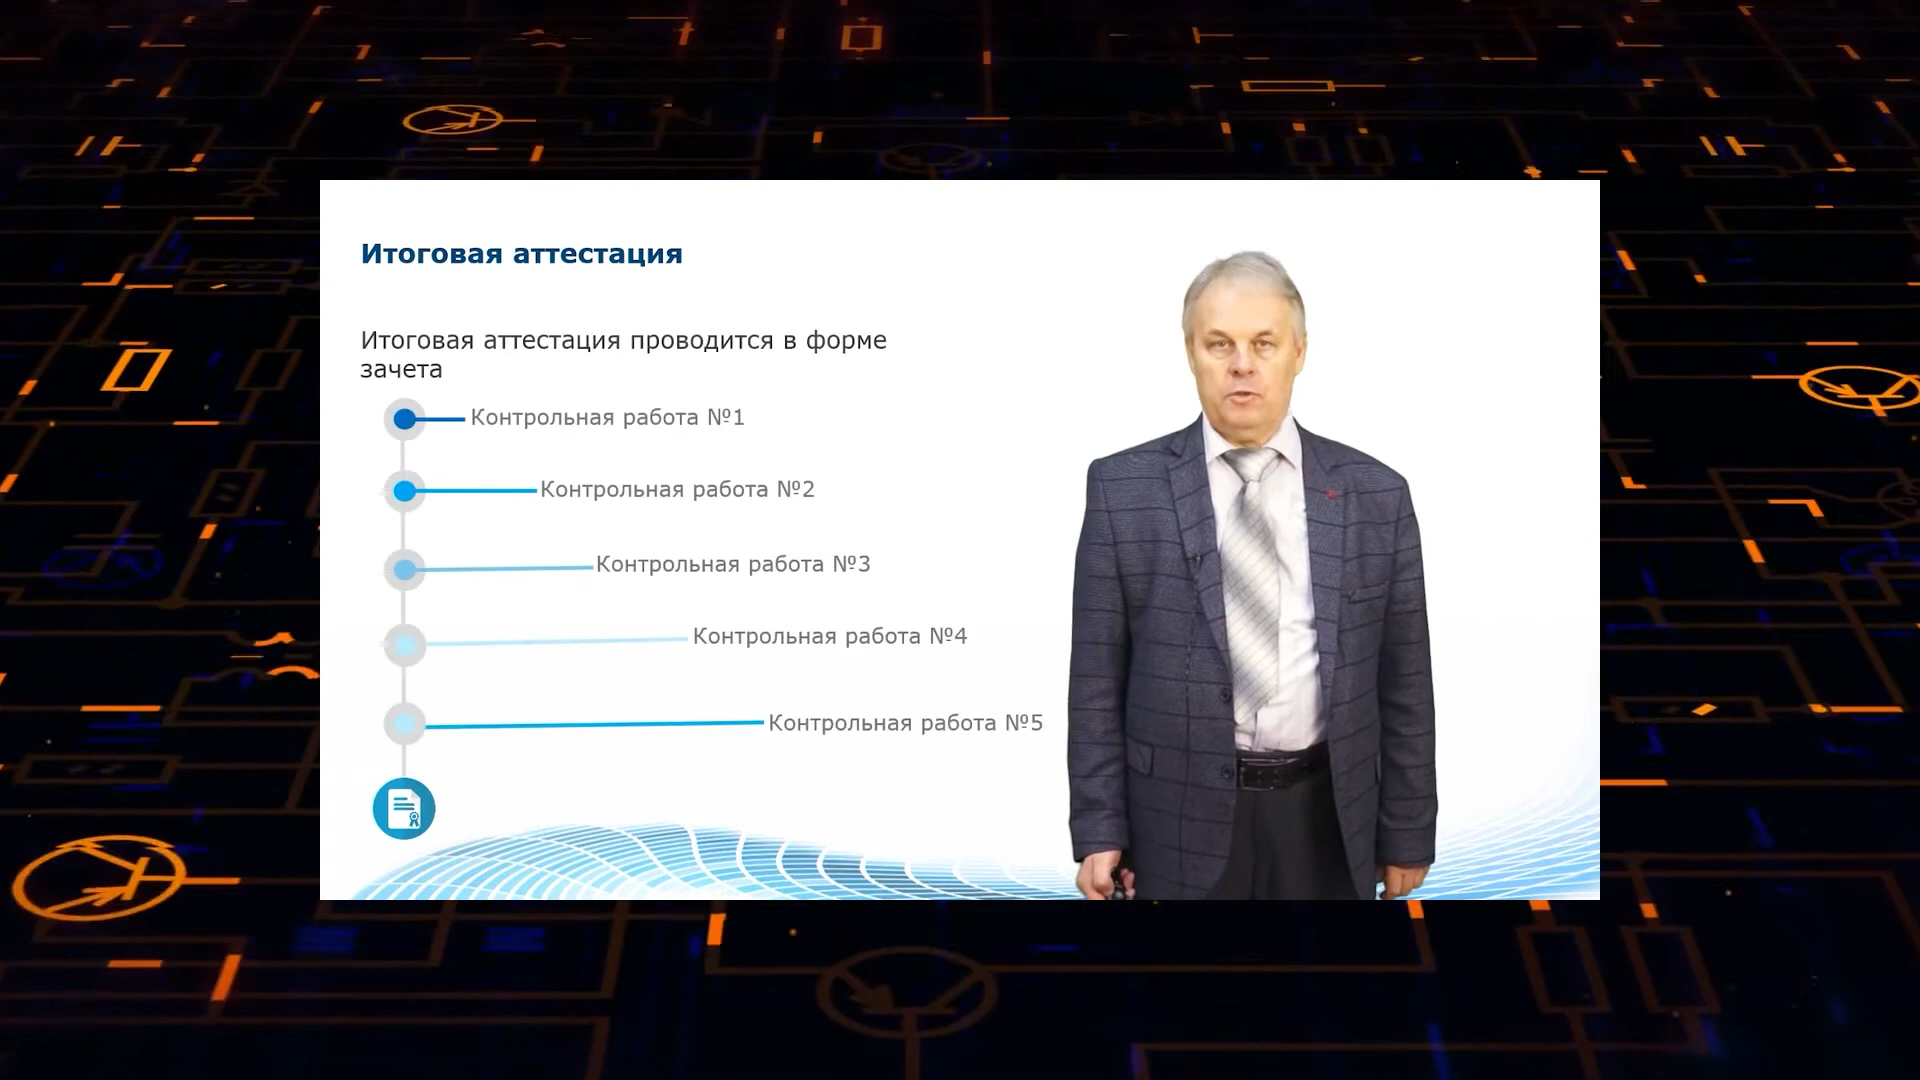 Итоговая аттестация
Итоговая аттестация проводится в форме
зачета
Контрольная работа №1
Контрольная работа №2
Контрольная работа №3
Контрольная работа №4
Контрольная работа №5